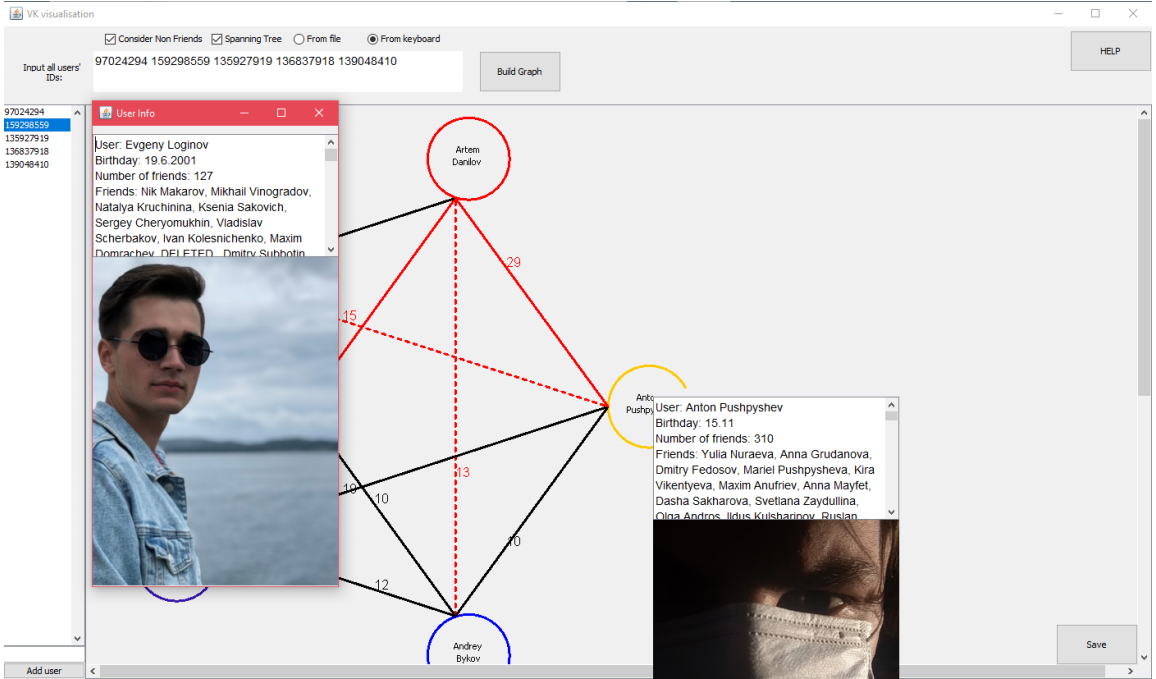 VK visualisation
Consider Non Friends
Spanning Tree
From file
From keyboard
HELP
Input all users'
IDs:
97024294 159298559 135927919 136837918 139048410
Build Graph
97024294
159298559
135927919
136837918
139048410
User Info
User: Evgeny Loginov
Birthday: 19.6.2001
Number of friends: 127
Friends: Nik Makarov, Mikhail Vinogradov,
Natalya Kruchinina, Ksenia Sakovich,
Sergey Cheryomukhin, Vladislav
Scherbakov, Ivan Kolesnichenko, Maxim
Domrachev, DELETED , Dmitry Subbotin
Artem
Danilov
29
15
Anto
Pushpy
User: Anton Pushpyshev
Birthday: 15.11
Number of friends: 310
Friends: Yulia Nuraeva, Anna Grudanova,
Dmitry Fedosov, Mariel Pushpysheva, Kira
Vikentyeva, Maxim Anufriev, Anna Mayfet,
Dasha Sakharova, Svetlana Zaydullina,
Olga Andros, Ildus Kulsharipov, Ruslan
13
10
10
12
Andrey
Bykov
Save
Add user